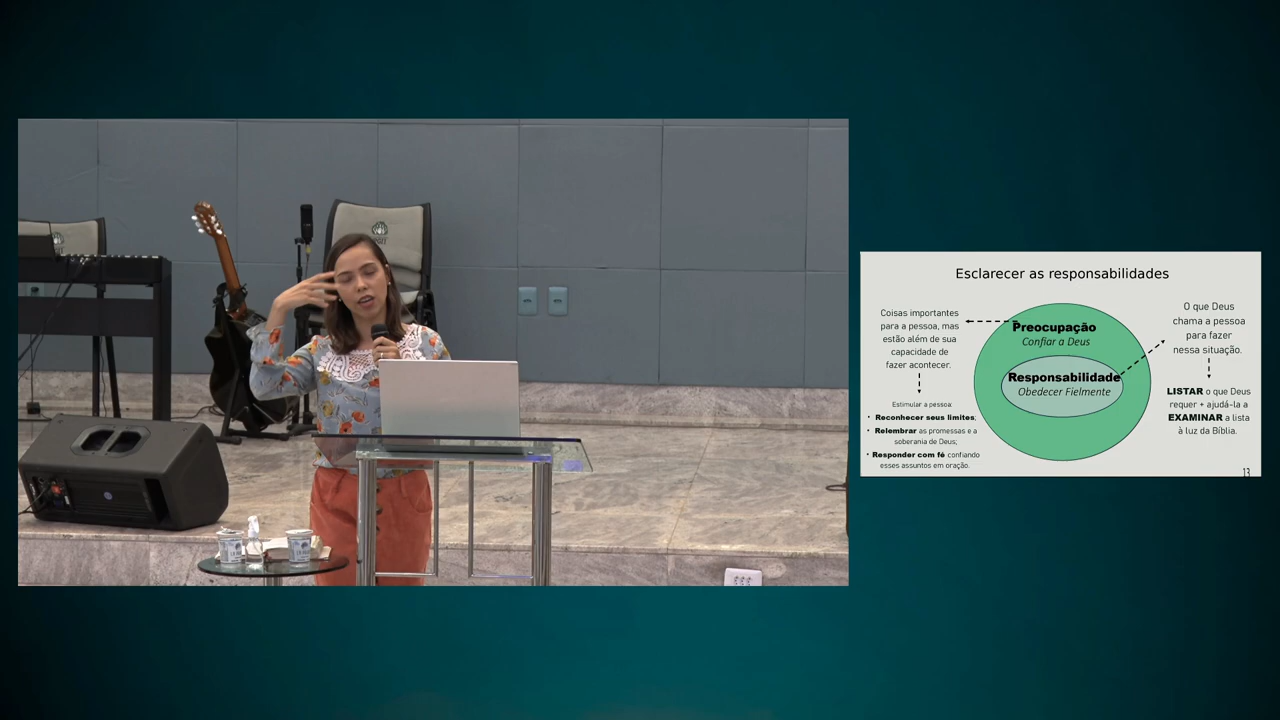 Esclarecer as responsabilidades
Coisas importantes
para a pessoa, mas
estão além de sua
capacidade de
fazer acontecer.
Estimular a pessoa:
• Reconhecer seus limites;
• Relembrar as promessas e a
soberania de Deus;
• Responder com fé confiando
esses assuntos em oração.
Preocupação
Confiar a Deus
Responsabilidade
Obedecer Fielmente
O que Deus
chama a pessoa
para fazer
nessa situação.
LISTAR o que Deus
requer + ajudá-la a
EXAMINAR a lista
à luz da Bíblia.
13